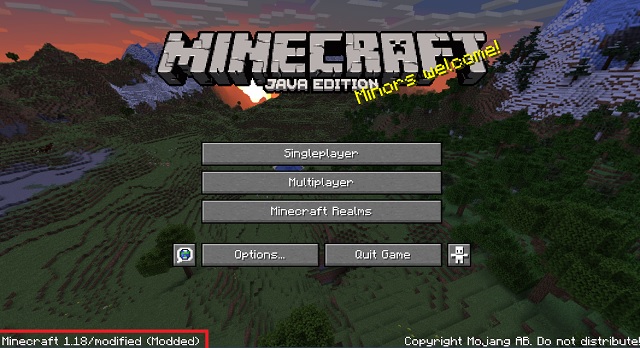 MINECRAFT
JAVA EDITION
Minors welcome!
Singleplayer
Multiplayer
Minecraft Realms
Options...
Quit Game
Minecraft 1.18/modified (Modded)
Copyright Mojang AB. Do not distribute